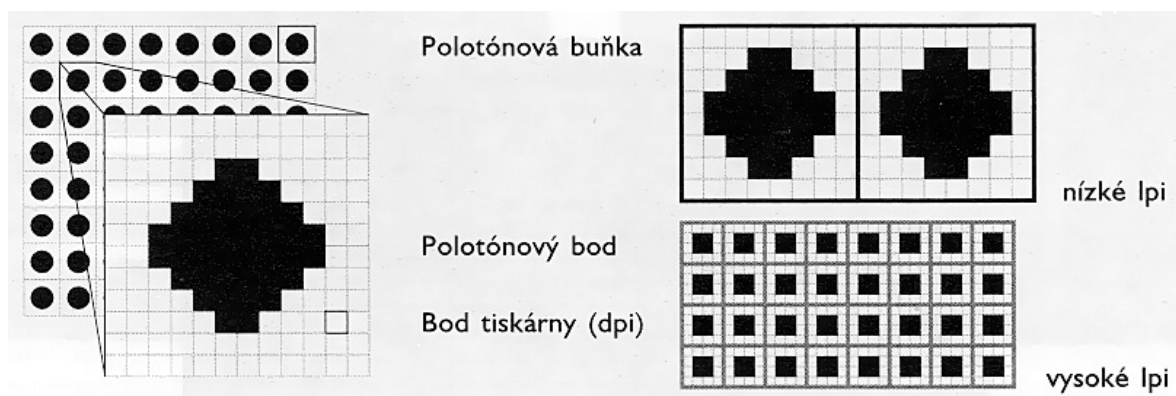 Polotónová buňka
nízké lpi
Polotónový bod
Bod tiskárny (dpi)
vysoké lpi